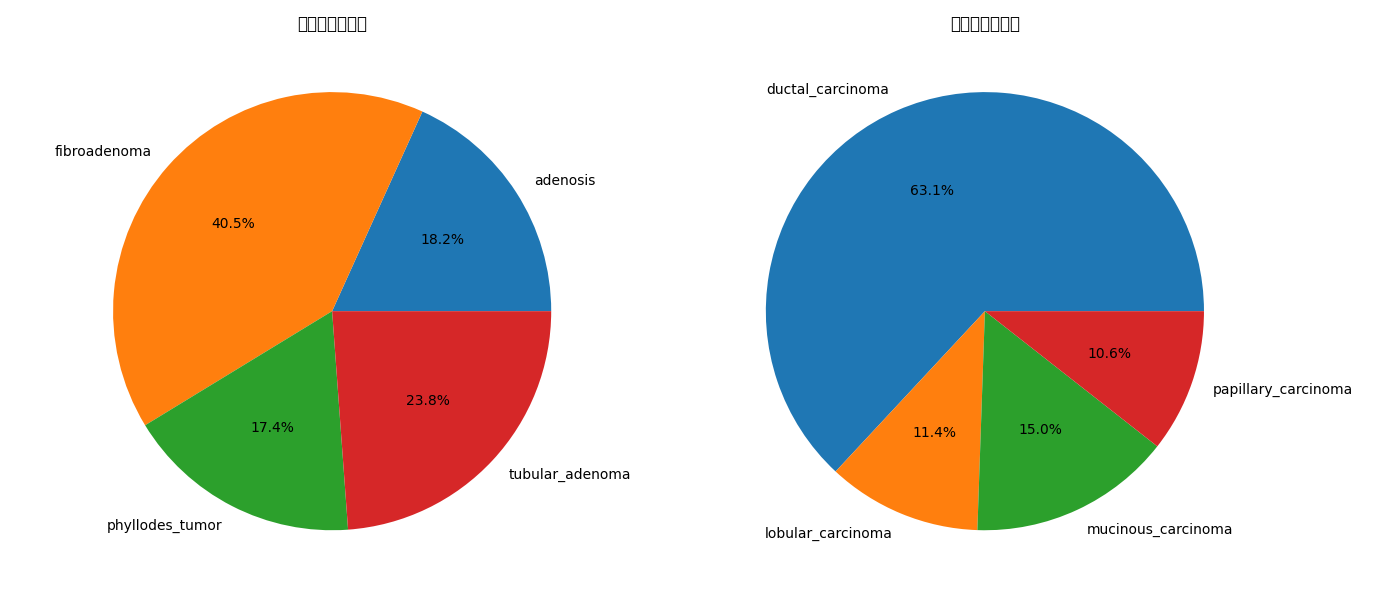 fibroadenoma
adenosis
40.5%
18.2%
17.4%
23.8%
phyllodes_tumor
tubular_adenoma
ductal_carcinoma
63.1%
10.6%
papillary_carcinoma
11.4%
15.0%
lobular_carcinoma
mucinous_carcinoma